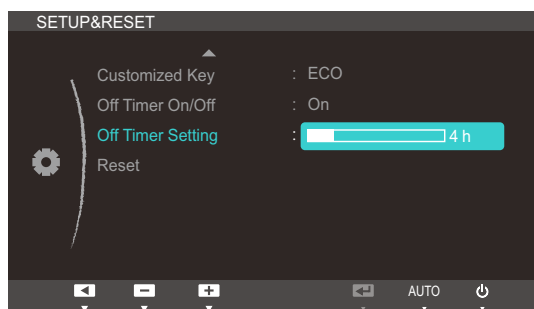 SETUP&RESET
Customized Key : ECO
Off Timer On/Off : On
Off Timer Setting : 4 h
Reset
AUTO